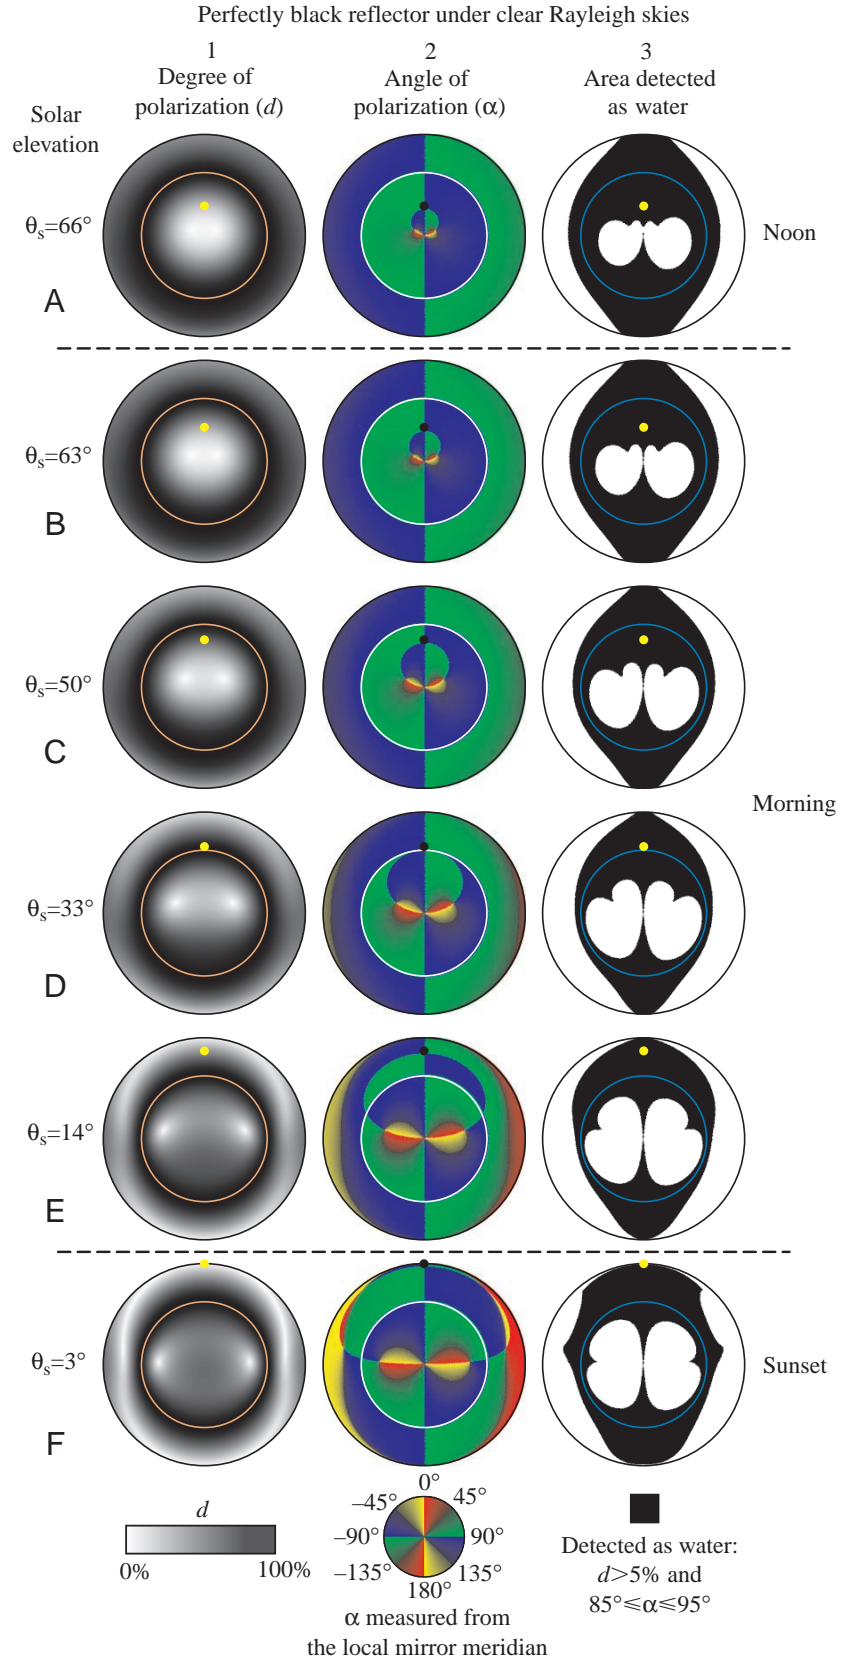 Perfectly black reflector under clear Rayleigh skies
1
Degree of
polarization (d)
2
Angle of
polarization (α)
3
Area detected
as water
Solar
elevation
θs=66°
A
Noon
θs=63°
B
θs=50°
C
Morning
θs=33°
D
θs=14°
E
θs=3°
F
Sunset
d
0%
100%
0°
–45°
45°
–90°
90°
–135°
135°
180°
α measured from
the local mirror meridian
Detected as water:
d>5% and
85°≤α≤95°